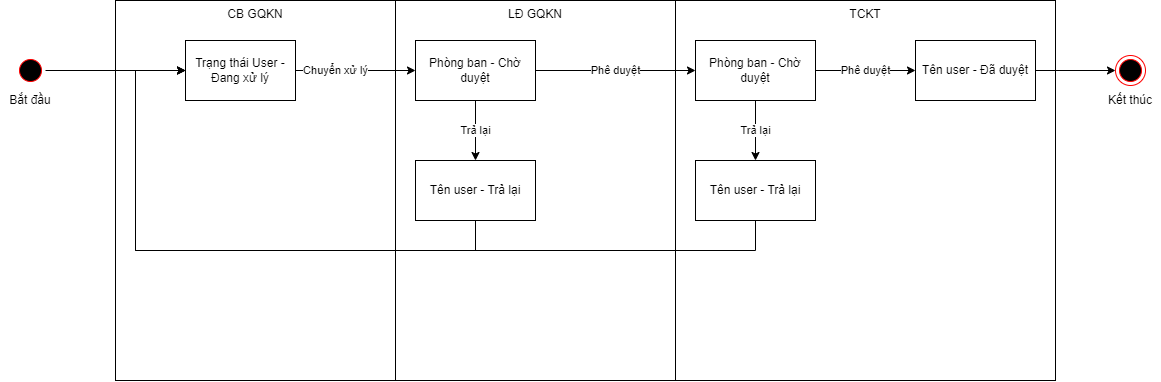 CB GQKN
LĐ GQKN
TCKT
Bắt đầu
Trạng thái User -
Đang xử lý
Chuyển xử lý
Phòng ban - Chờ
duyệt
Phê duyệt
Phòng ban - Chờ
duyệt
Phê duyệt
Tên user - Đã duyệt
Kết thúc
Trả lại
Trả lại
Tên user - Trả lại
Tên user - Trả lại